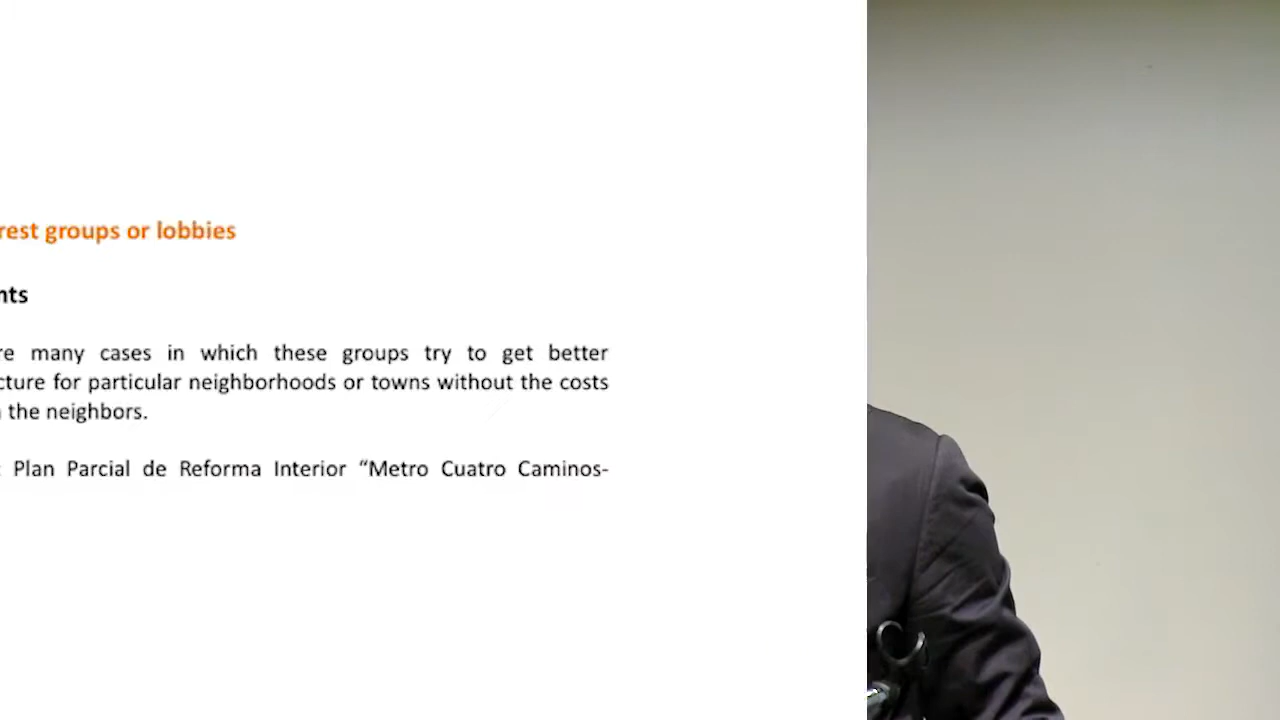 rest groups or lobbies
nts
re many cases in which these groups try to get better
cture for particular neighborhoods or towns without the costs
the neighbors.
: Plan Parcial de Reforma Interior “Metro Cuatro Caminos-